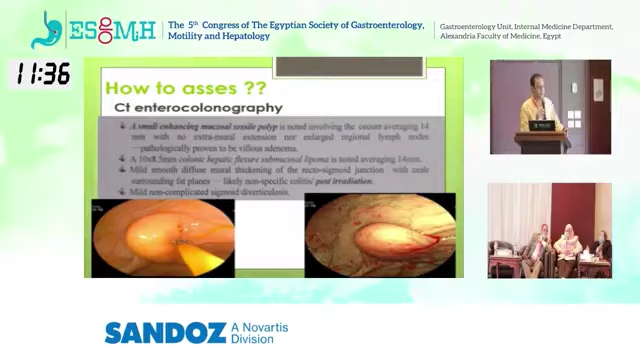 ESGMH
The 5th Congress of The Egyptian Society of Gastroenterology,
Motility and Hepatology
Gastroenterology Unit, Internal Medicine Department,
Alexandria Faculty of Medicine, Egypt
11:36
How to asses ??
Ct enterocolonography
A small enhancing mucosal sessile polyp is noted involving the cecum averaging 14
mm with no extra-mural extension nor enlarged regional lymph nodes
---pathologically proven to be villous adenoma.
A 10x8.5mm colonic hepatic flexure submucosal lipoma is noted averaging 14mm.
Mild smooth diffuse mural thickening of the recto-sigmoid junction with clear
surrounding fat planes --- likely non-specific colitis/ post irradiation.
Mild non-complicated sigmoid diverticulosis.
SANDOZ A Novartis
Division